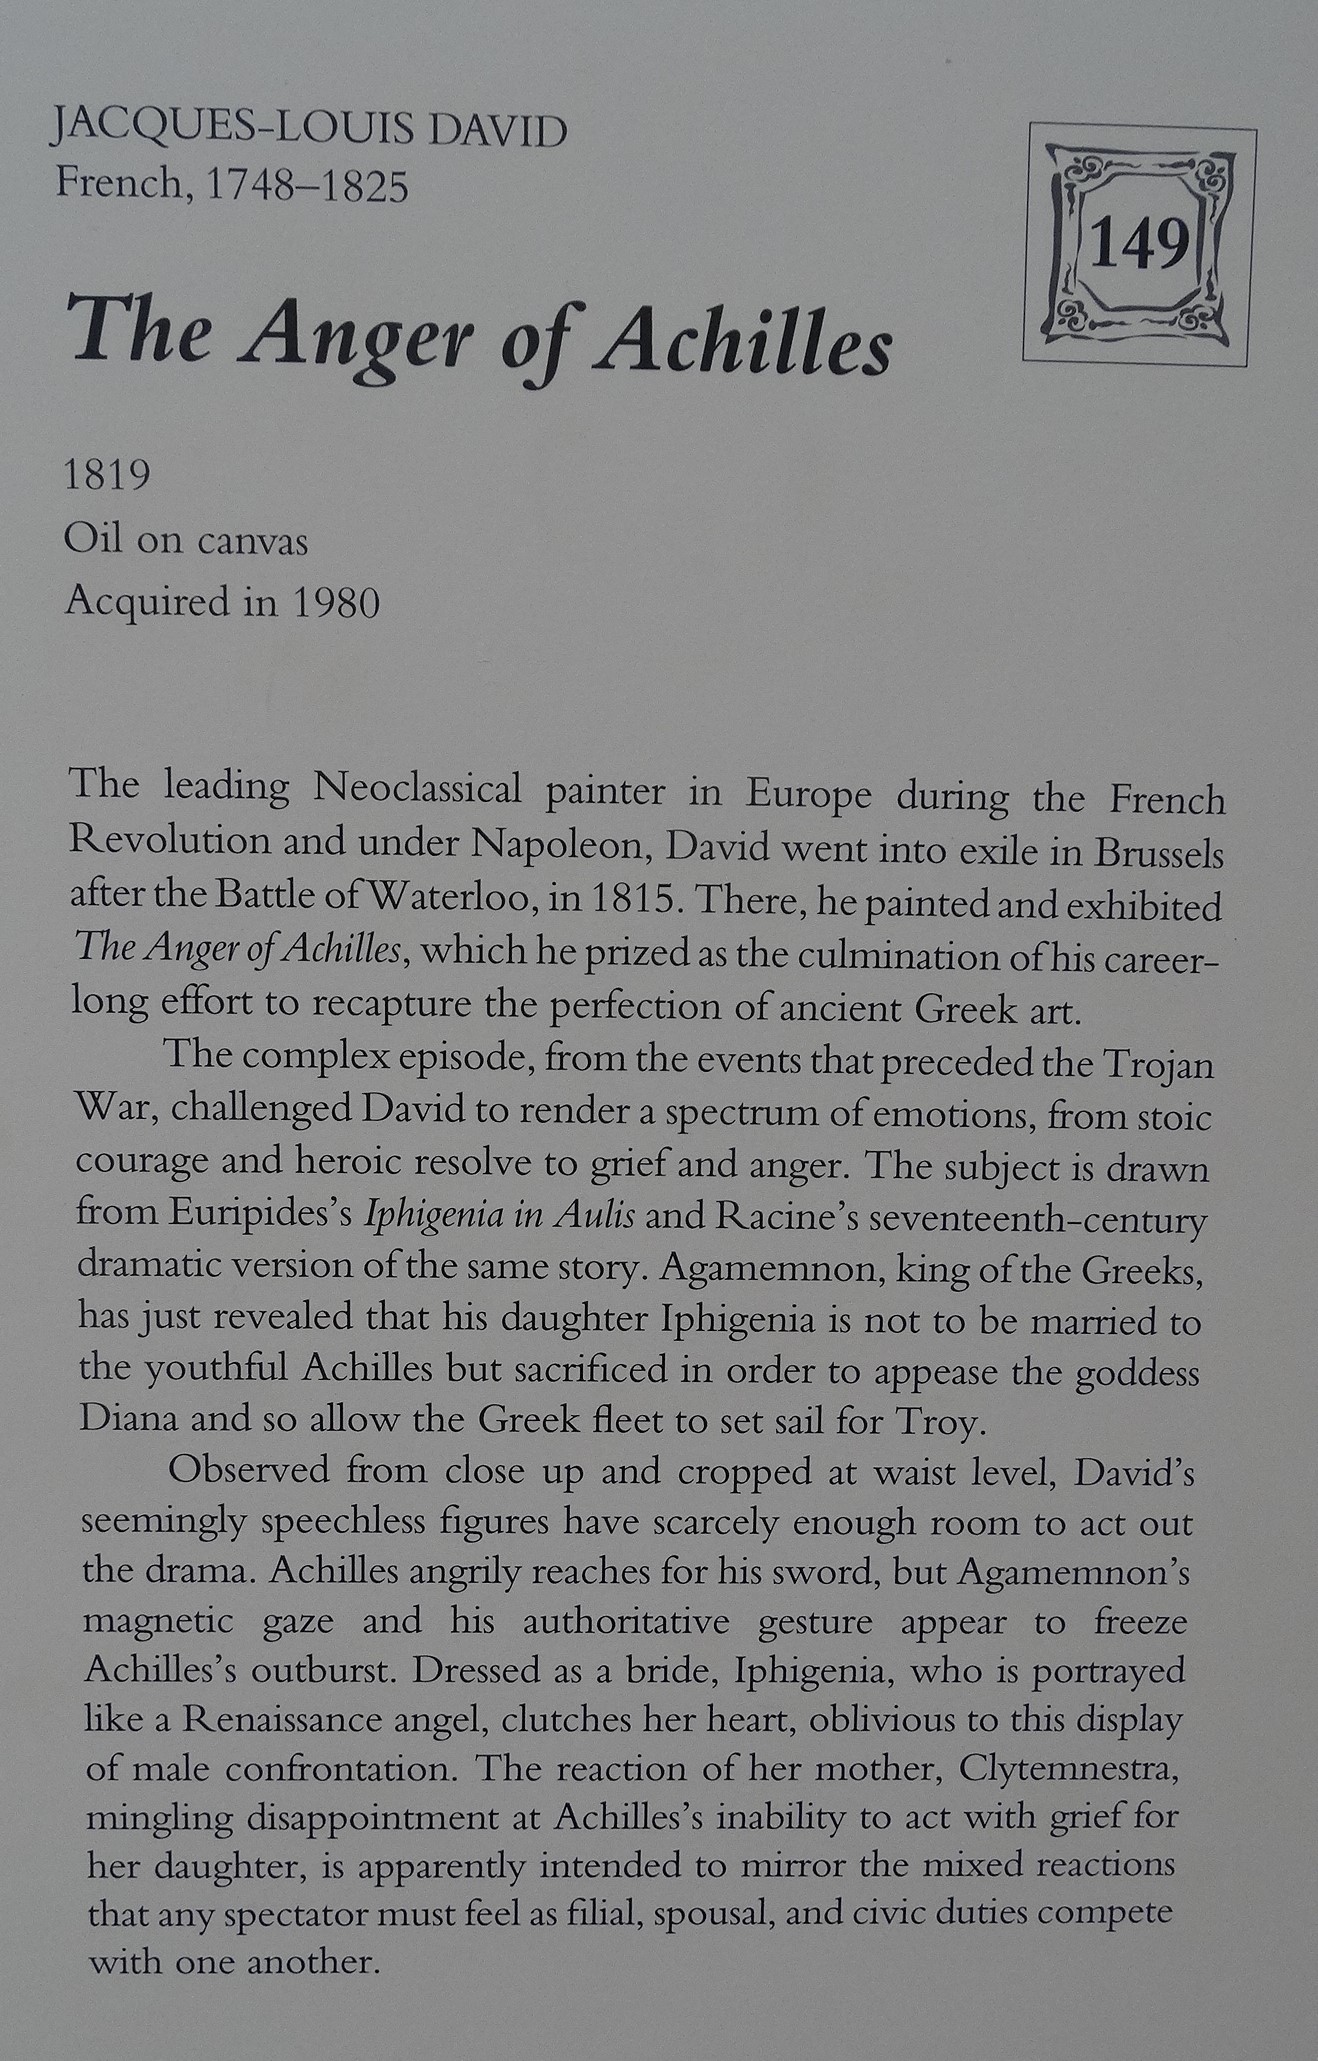 JACQUES-LOUIS DAVID
French, 1748–1825
149
The Anger of Achilles
1819
Oil on canvas
Acquired in 1980
The leading Neoclassical painter in Europe during the French
Revolution and under Napoleon, David went into exile in Brussels
after the Battle of Waterloo, in 1815. There, he painted and exhibited
The Anger of Achilles, which he prized as the culmination of his career-
long effort to recapture the perfection of ancient Greek art.
The complex episode, from the events that preceded the Trojan
War, challenged David to render a spectrum of emotions, from stoic
courage and heroic resolve to grief and anger. The subject is drawn
from Euripides's Iphigenia in Aulis and Racine's seventeenth-century
dramatic version of the same story. Agamemnon, king of the Greeks,
has just revealed that his daughter Iphigenia is not to be married to
the youthful Achilles but sacrificed in order to appease the goddess
Diana and so allow the Greek fleet to set sail for Troy.
Observed from close up and cropped at waist level, David's
seemingly speechless figures have scarcely enough room to act out
the drama. Achilles angrily reaches for his sword, but Agamemnon's
magnetic gaze and his authoritative gesture appear to freeze
Achilles's outburst. Dressed as a bride, Iphigenia, who is portrayed
like a Renaissance angel, clutches her heart, oblivious to this display
of male confrontation. The reaction of her mother, Clytemnestra,
mingling disappointment at Achilles's inability to act with grief for
her daughter, is apparently intended to mirror the mixed reactions
that any spectator must feel as filial, spousal, and civic duties compete
with one another.